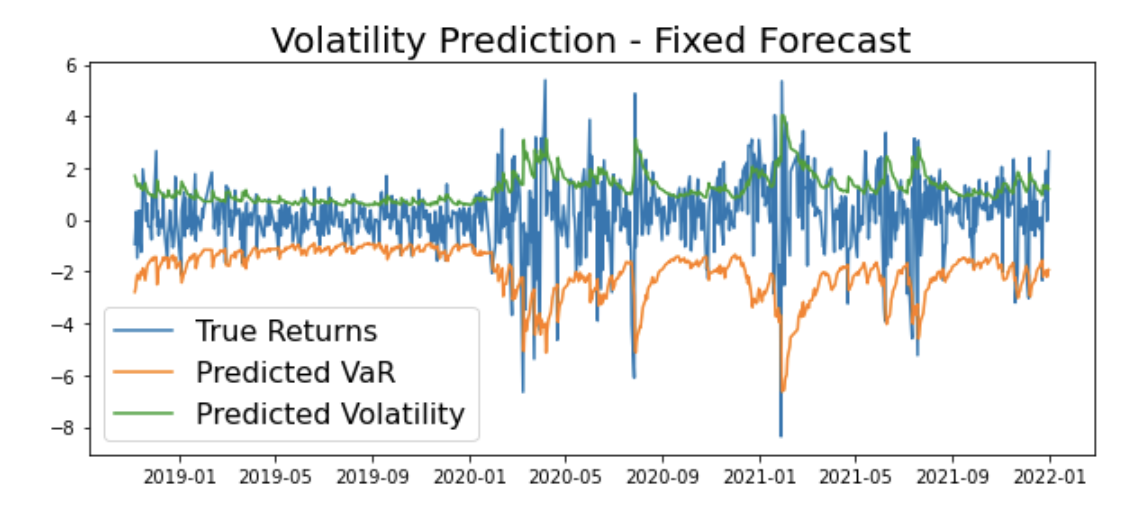 Volatility Prediction - Fixed Forecast
6
4
2
0
−2
−4
−6
−8
True Returns
Predicted VaR
Predicted Volatility
2019-01 2019-05 2019-09 2020-01 2020-05 2020-09 2021-01 2021-05 2021-09 2022-01